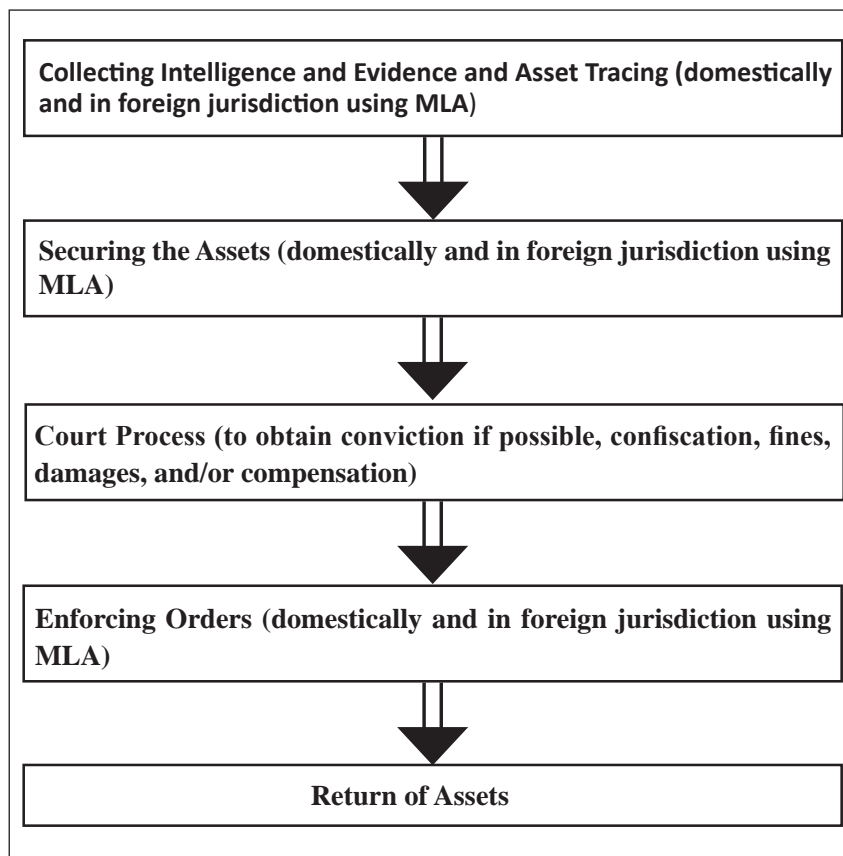 Collecting Intelligence and Evidence and Asset Tracing (domestically
and in foreign jurisdiction using MLA)
Securing the Assets (domestically and in foreign jurisdiction using
MLA)
Court Process (to obtain conviction if possible, confiscation, fines,
damages, and/or compensation)
Enforcing Orders (domestically and in foreign jurisdiction using
MLA)
Return of Assets